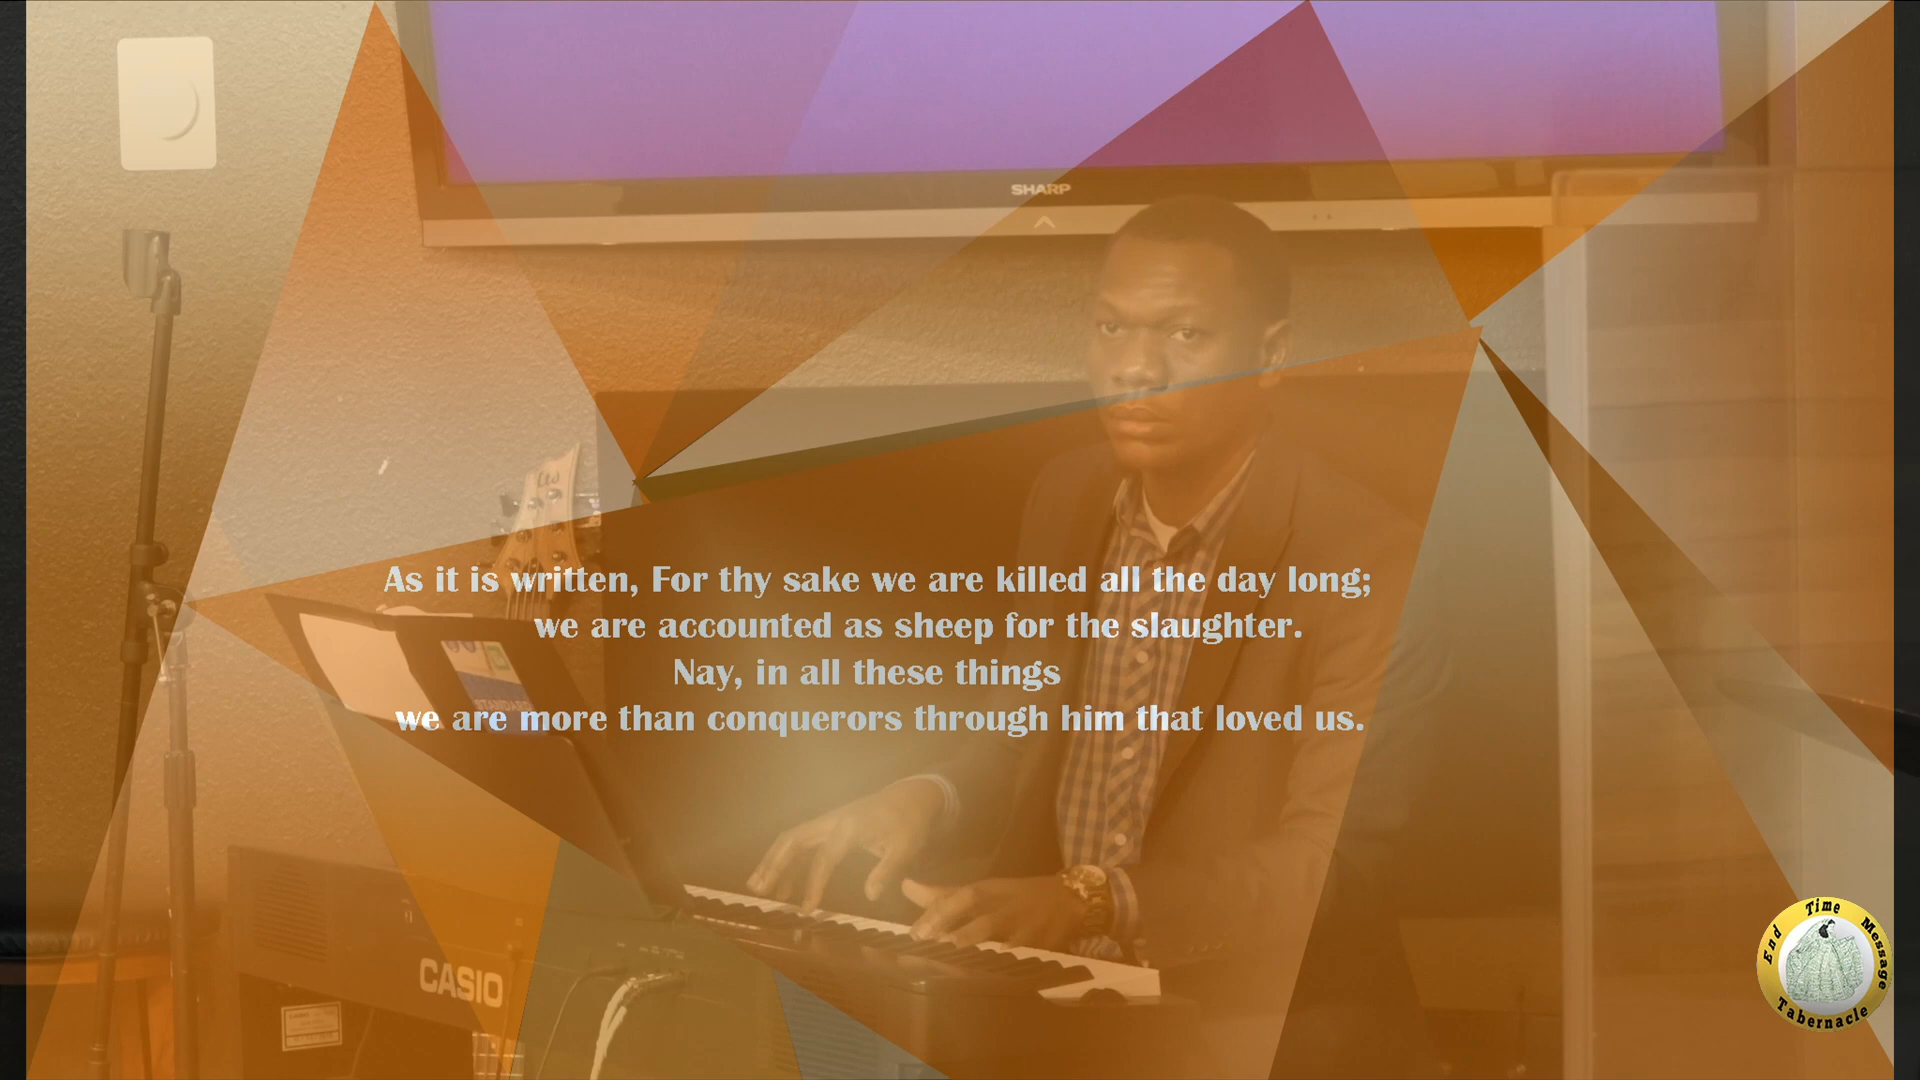 SHARP
As it is written, For thy sake we are killed all the day long;
we are accounted as sheep for the slaughter.
Nay, in all these things
we are more than conquerors through him that loved us.
STANDARD
CASIO
End Time Message
Tabernacle